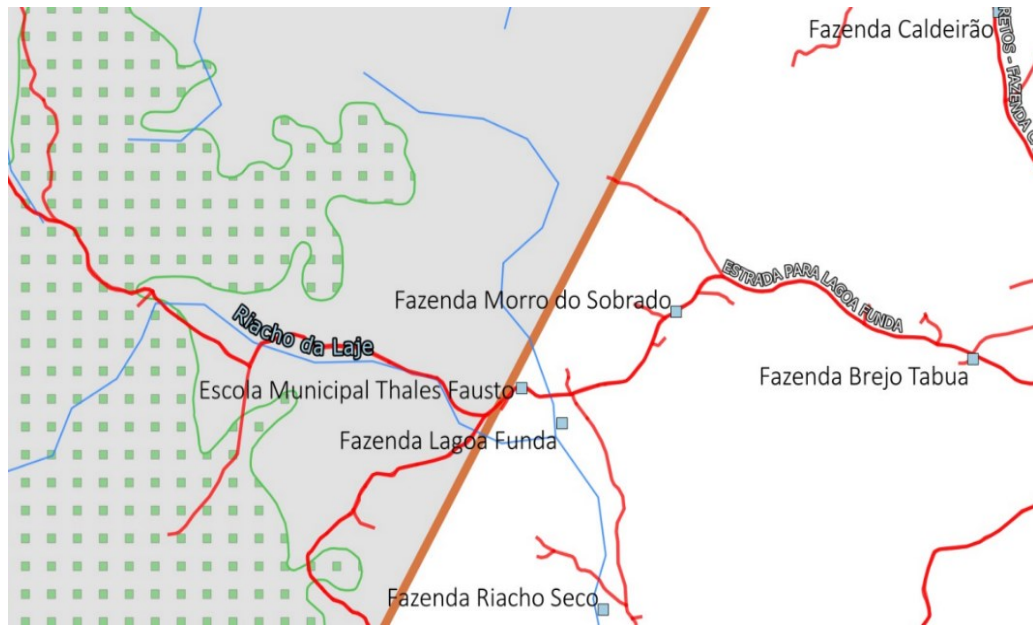 Fazenda Caldeirão
RETOS - FAZENDA C
ESTRADA PARA LAGOA FUNDA
Fazenda Morro do Sobrado
Riacho da Laje
Fazenda Brejo Tabua
Escola Municipal Thales Fausto
Fazenda Lagoa Funda
Fazenda Riacho Seco